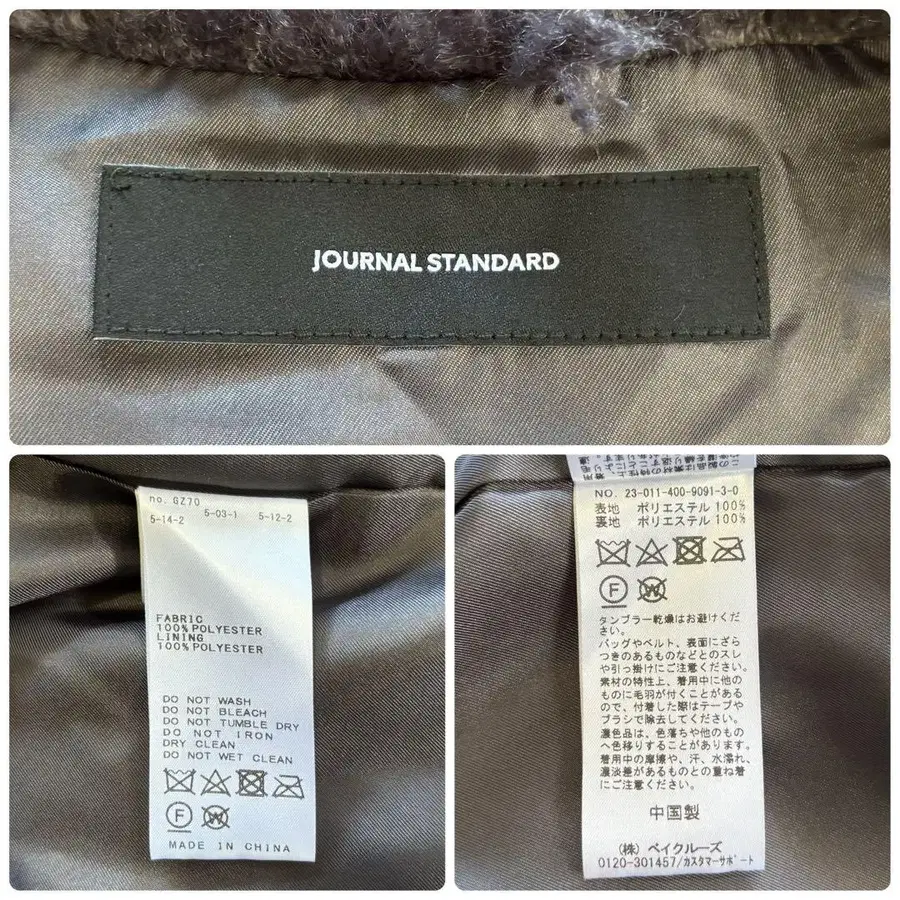 JOURNAL STANDARD
no. GZ70
5-14-2 5-03-1 5-12-2
FABRIC
100%POLYESTER
LINING
100%POLYESTER
DO NOT WASH
DO NOT BLEACH
DO NOT TUMBLE DRY
DO NOT IRON
DRY CLEAN
DO NOT WET CLEAN
F W
MADE IN CHINA
NO. 23-011-400-9091-3-0
表地 ポリエステル 100%
裏地 ポリエステル 100%
F W
タンブラー乾燥はお避けくださ
い。
バッグやベルト、表面にざら
つきのあるものなどとのスレ
や引っ掛けにご注意ください。
素材の特性上、着用中に他の
ものに毛羽が付くことがある
ので、付着した際はテープや
ブラシで除去してください。
濃色品は、色落ちや他のもの
へ色移りすることがあります。
着用中の摩擦や、汗、水濡れ、
濃淡差があるものとの重ね着
にご注意ください。
中国製
(株) ベイクルーズ
0120-301457/カスタマーサポート